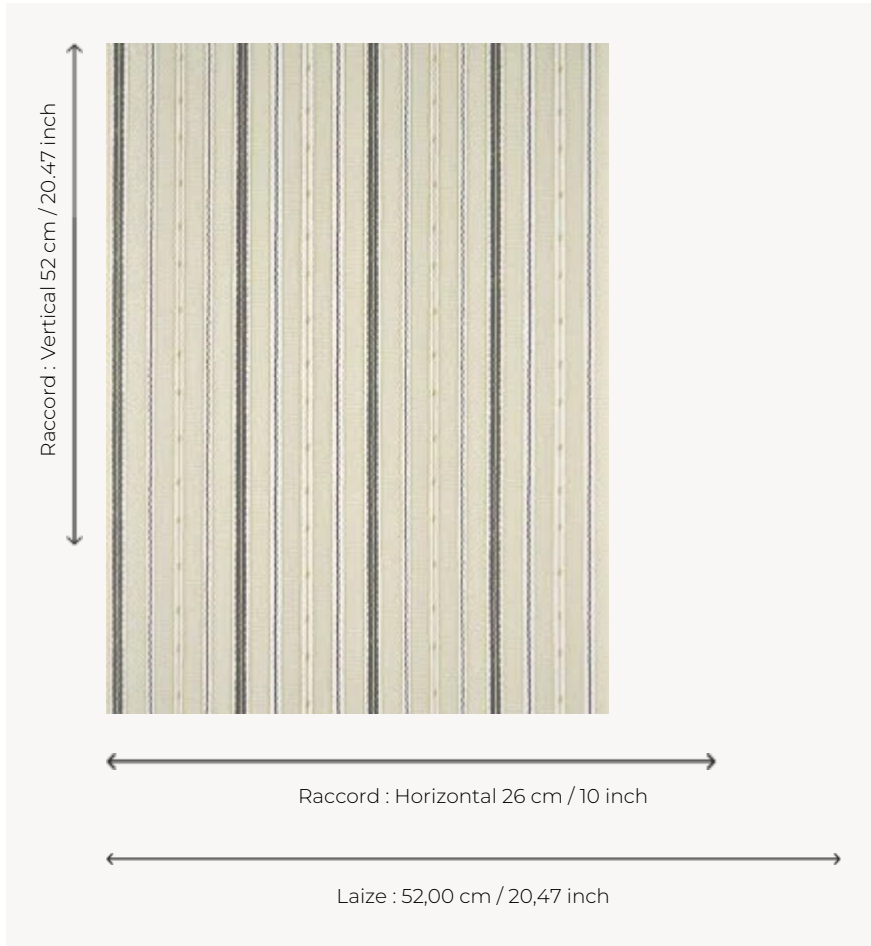 Raccord : Vertical 52 cm / 20.47 inch
Raccord : Horizontal 26 cm / 10 inch
Laize : 52,00 cm / 20,47 inch